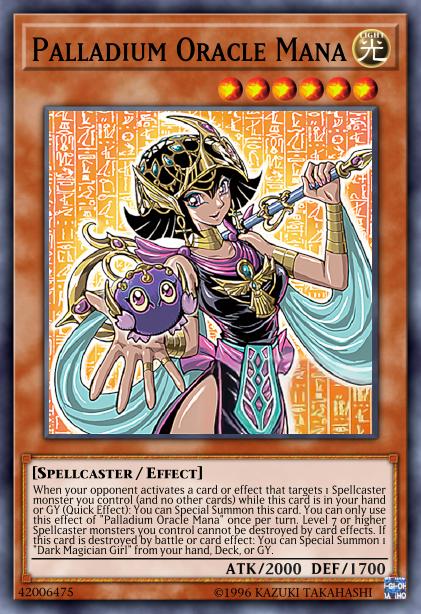 PALLADIUM ORACLE MANA
LIGHT
光
[SPELLCASTER / EFFECT]
When your opponent activates a card or effect that targets 1 Spellcaster
monster you control (and no other cards) while this card is in your hand
or GY (Quick Effect): You can Special Summon this card. You can only use
this effect of "Palladium Oracle Mana" once per turn. Level 7 or higher
Spellcaster monsters you control cannot be destroyed by card effects. If
this card is destroyed by battle or card effect: You can Special Summon 1
"Dark Magician Girl" from your hand, Deck, or GY.
ATK/2000 DEF/1700
42006475
©1996 KAZUKI TAKAHASHI